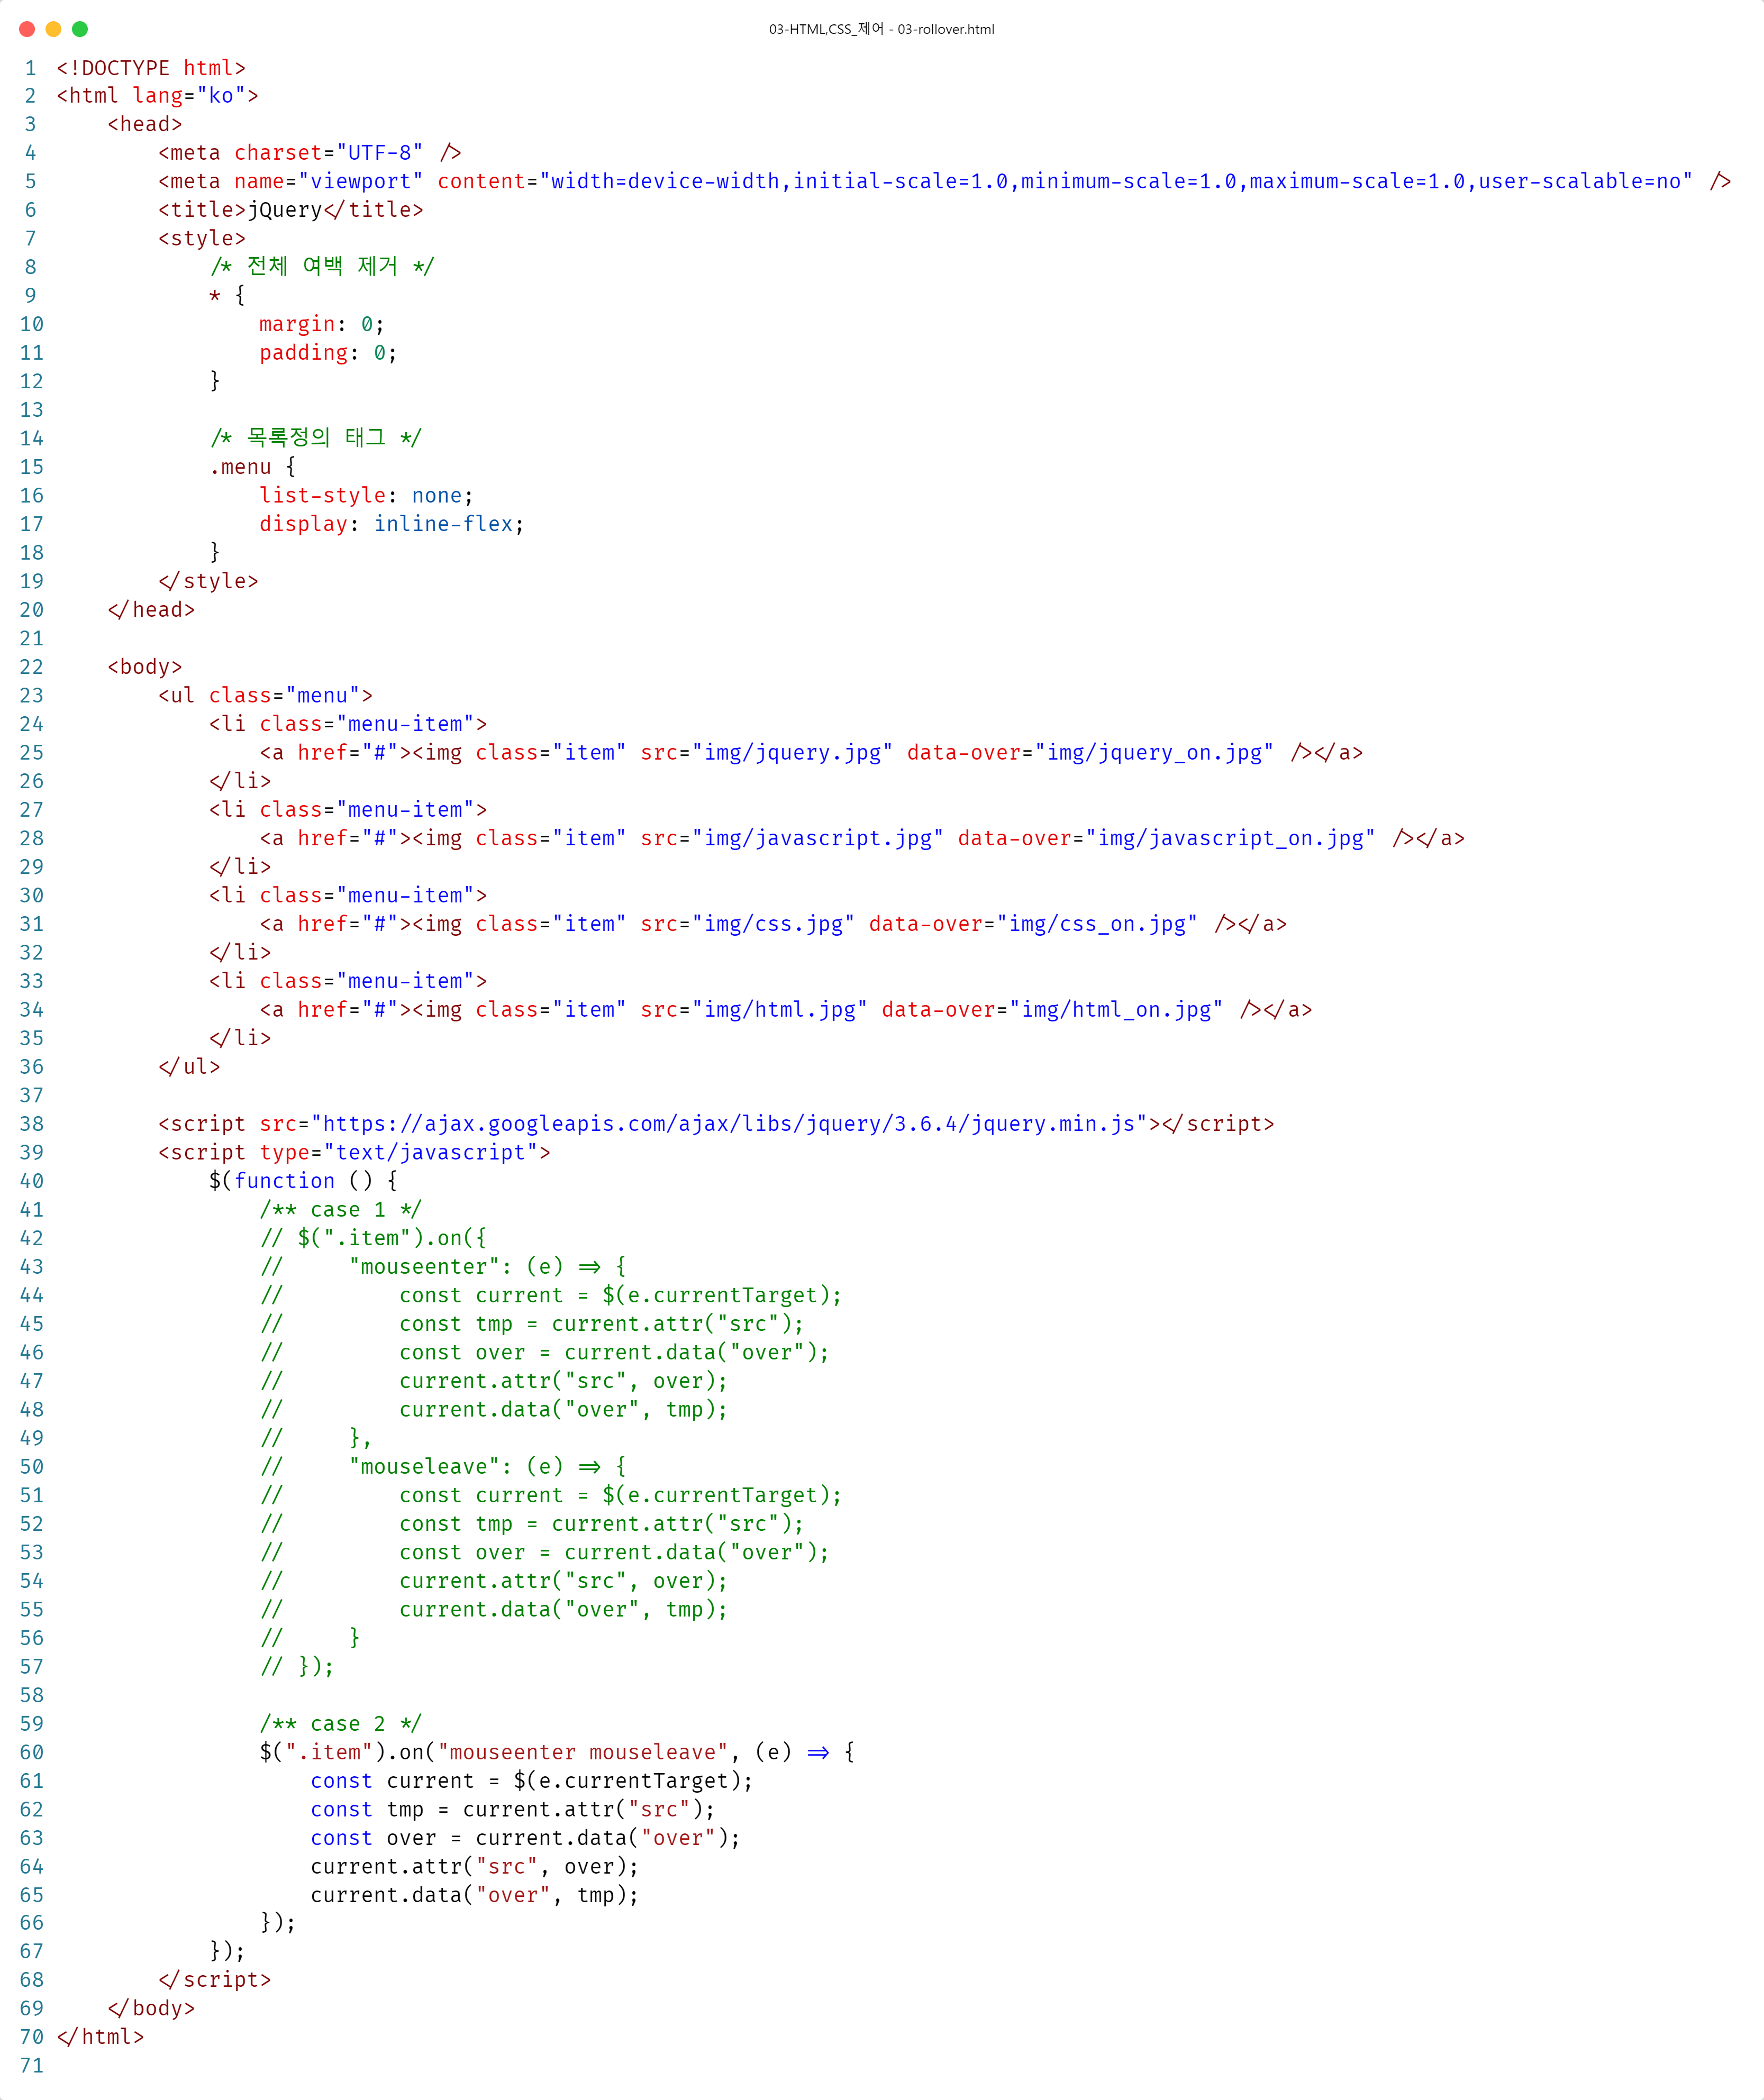 03-HTML,CSS_제어 - 03-rollover.html
1 <!DOCTYPE html>
2 <html lang="ko">
3     <head>
4         <meta charset="UTF-8" />
5         <meta name="viewport" content="width=device-width,initial-scale=1.0,minimum-scale=1.0,maximum-scale=1.0,user-scalable=no" />
6         <title>jQuery</title>
7         <style>
8             /* 전체 여백 제거 */
9             * {
10                 margin: 0;
11                 padding: 0;
12             }
13
14             /* 목록정의 태그 */
15             .menu {
16                 list-style: none;
17                 display: inline-flex;
18             }
19         </style>
20     </head>
21
22     <body>
23         <ul class="menu">
24             <li class="menu-item">
25                 <a href="#"><img class="item" src="img/jquery.jpg" data-over="img/jquery_on.jpg" /></a>
26             </li>
27             <li class="menu-item">
28                 <a href="#"><img class="item" src="img/javascript.jpg" data-over="img/javascript_on.jpg" /></a>
29             </li>
30             <li class="menu-item">
31                 <a href="#"><img class="item" src="img/css.jpg" data-over="img/css_on.jpg" /></a>
32             </li>
33             <li class="menu-item">
34                 <a href="#"><img class="item" src="img/html.jpg" data-over="img/html_on.jpg" /></a>
35             </li>
36         </ul>
37
38         <script src="https://ajax.googleapis.com/ajax/libs/jquery/3.6.4/jquery.min.js"></script>
39         <script type="text/javascript">
40             $(function () {
41                 /** case 1 */
42                 // $(".item").on({
43                 //     "mouseenter": (e) => {
44                 //         const current = $(e.currentTarget);
45                 //         const tmp = current.attr("src");
46                 //         const over = current.data("over");
47                 //         current.attr("src", over);
48                 //         current.data("over", tmp);
49                 //     },
50                 //     "mouseleave": (e) => {
51                 //         const current = $(e.currentTarget);
52                 //         const tmp = current.attr("src");
53                 //         const over = current.data("over");
54                 //         current.attr("src", over);
55                 //         current.data("over", tmp);
56                 //     }
57                 // });
58
59                 /** case 2 */
60                 $(".item").on("mouseenter mouseleave", (e) => {
61                     const current = $(e.currentTarget);
62                     const tmp = current.attr("src");
63                     const over = current.data("over");
64                     current.attr("src", over);
65                     current.data("over", tmp);
66                 });
67             });
68         </script>
69     </body>
70 </html>
71